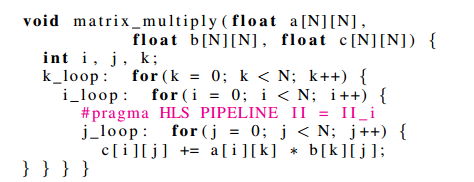 void matrix_multiply(float a[N][N],
float b[N][N], float c[N][N]) {
int i, j, k;
k_loop: for(k = 0; k < N; k++) {
i_loop: for(i = 0; i < N; i++) {
#pragma HLS PIPELINE II = II_i
j_loop: for(j = 0; j < N; j++) {
c[i][j] += a[i][k] * b[k][j];
} } } }